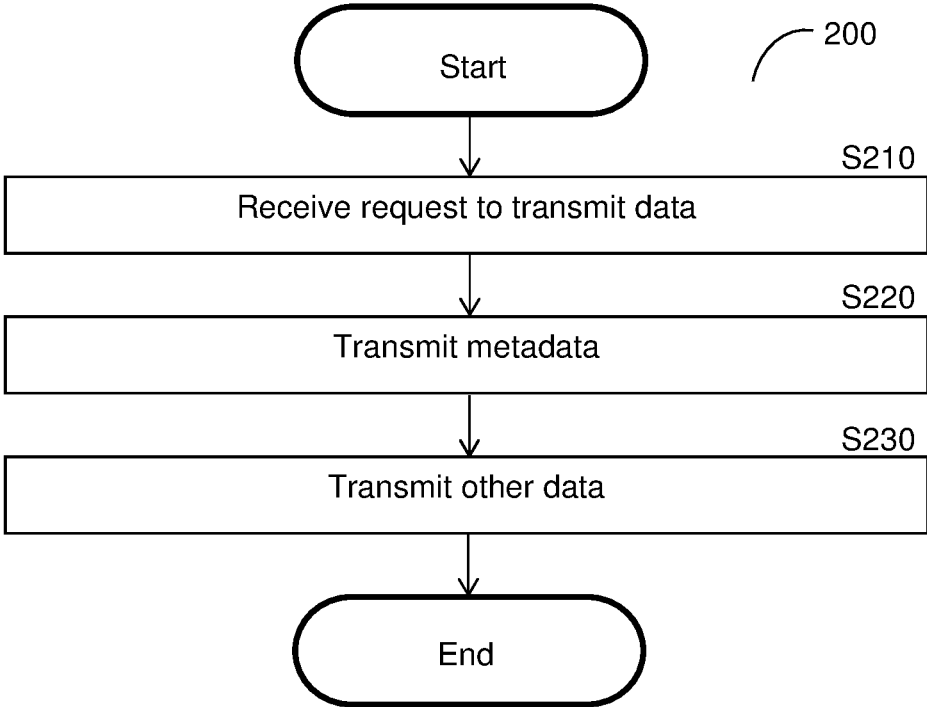 Start
200
S210
Receive request to transmit data
S220
Transmit metadata
S230
Transmit other data
End